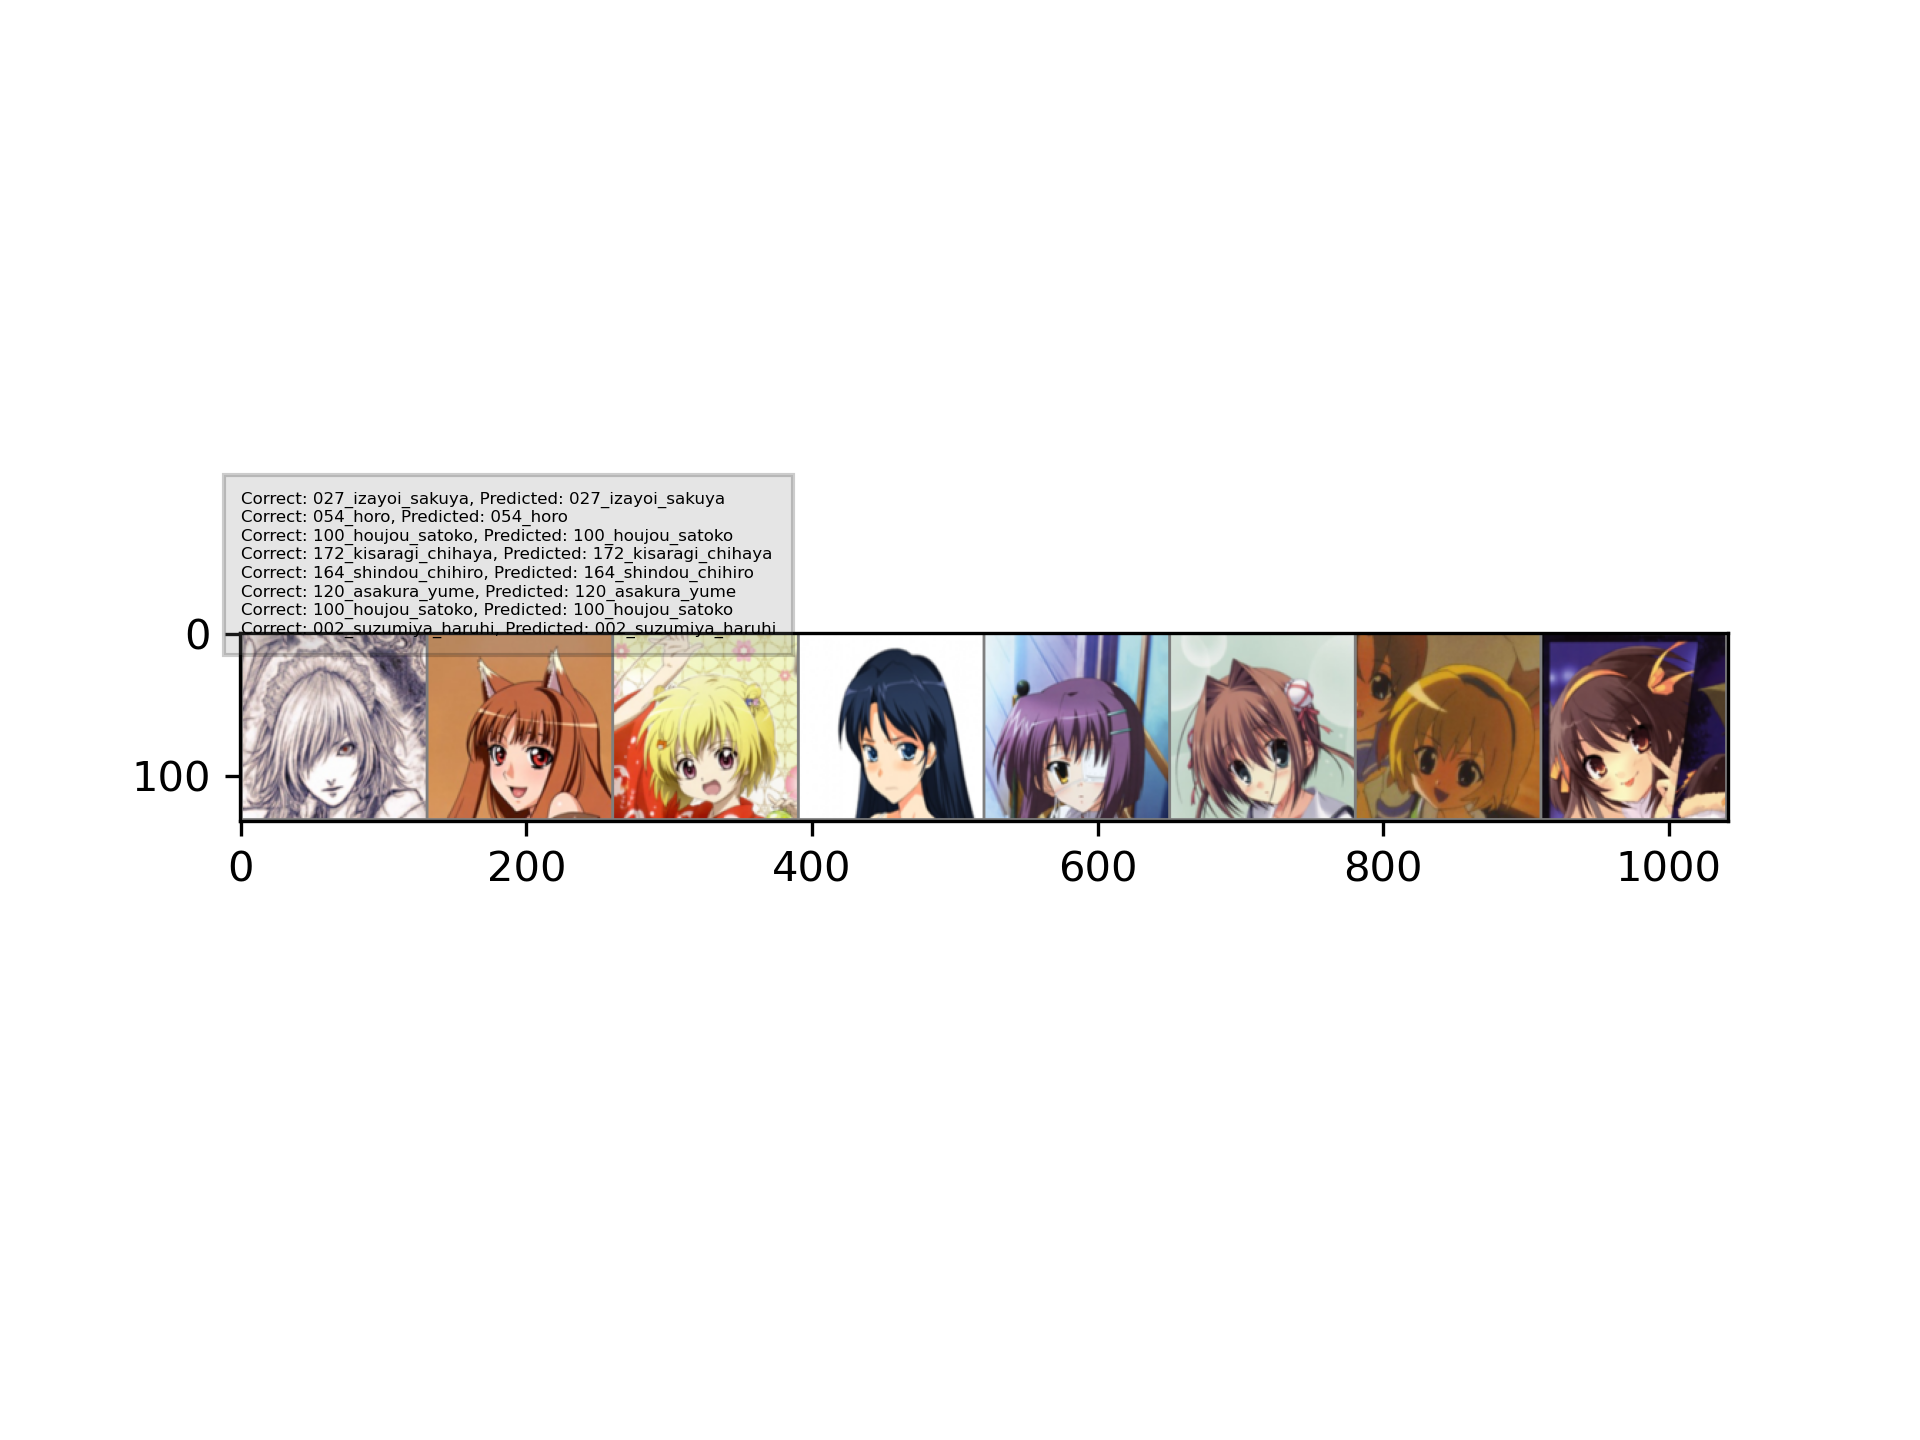 Correct: 027_izayoi_sakuya, Predicted: 027_izayoi_sakuya
Correct: 054_horo, Predicted: 054_horo
Correct: 100_houjou_satoko, Predicted: 100_houjou_satoko
Correct: 172_kisaragi_chihaya, Predicted: 172_kisaragi_chihaya
Correct: 164_shindou_chihiro, Predicted: 164_shindou_chihiro
Correct: 120_asakura_yume, Predicted: 120_asakura_yume
Correct: 100_houjou_satoko, Predicted: 100_houjou_satoko
Correct: 002_suzumiya_haruhi, Predicted: 002_suzumiya_haruhi
0
100
0 200 400 600 800 1000